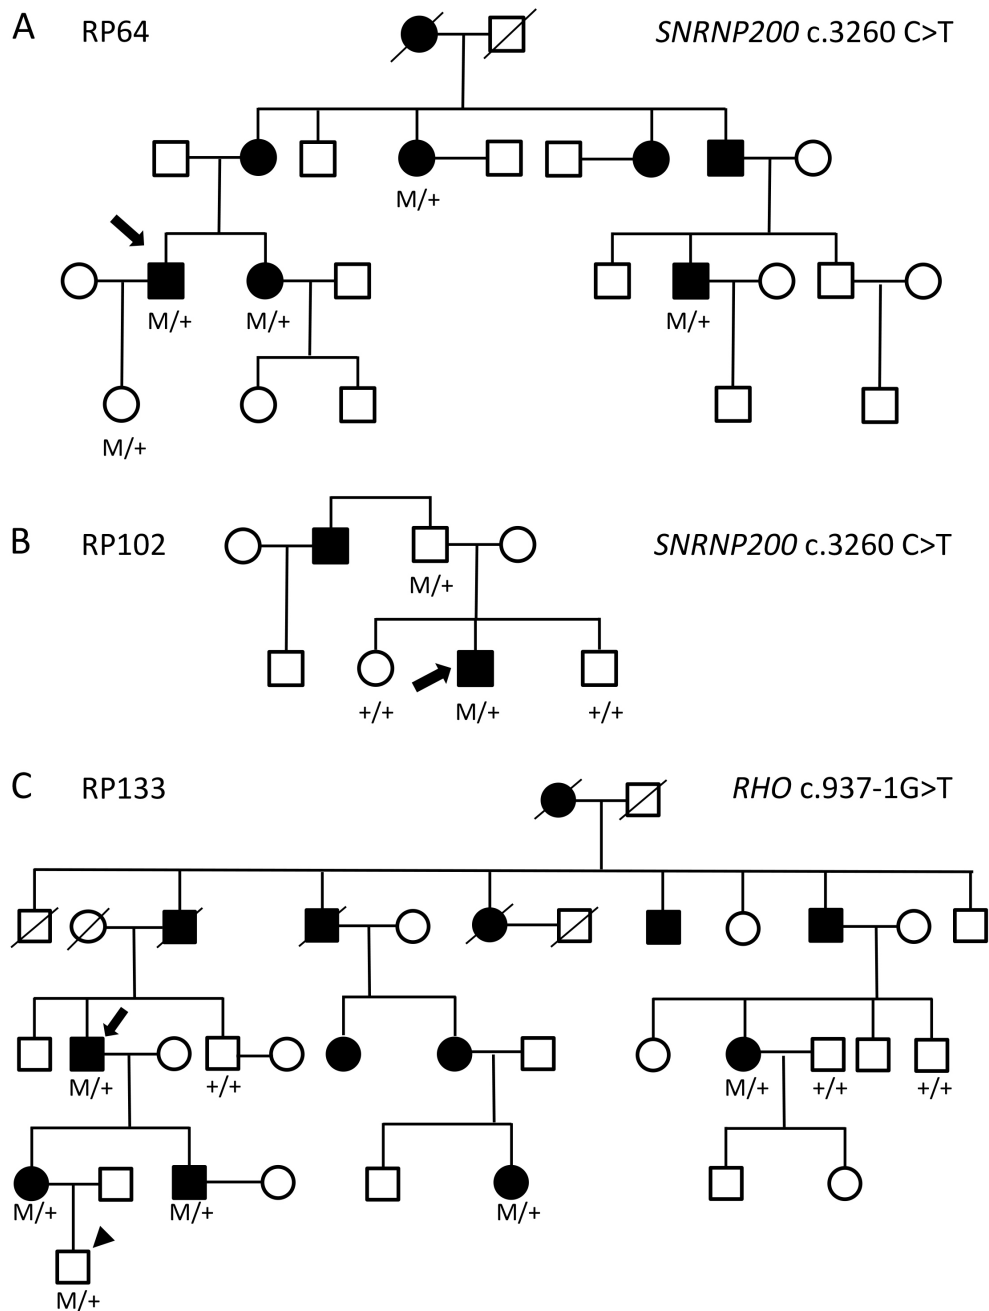 A RP64 SNRNP200 c.3260 C>T
M/+
M/+ M/+ M/+
M/+
B RP102 SNRNP200 c.3260 C>T
M/+
+/+ M/+ +/+
C RP133 RHO c.937-1G>T
M/+ +/+ M/+ +/+ +/+
M/+ M/+ M/+
M/+